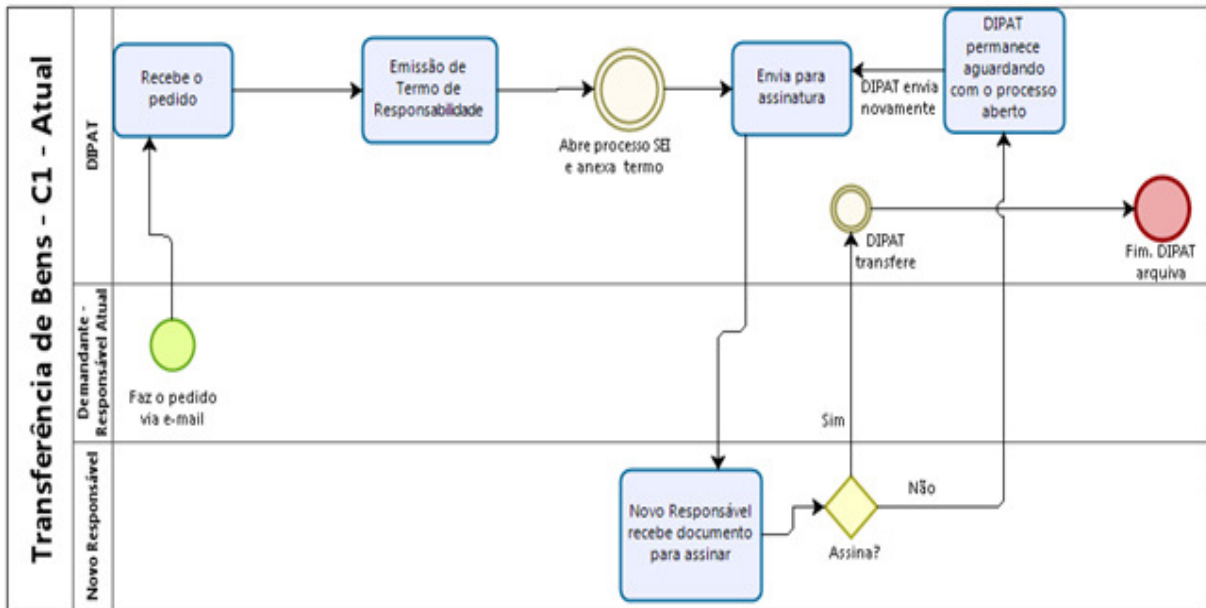 Transferência de Bens - C1 - Atual
DIPAT
Recebe o
pedido
Emissão de
Termo de
Responsabilidade
Abre processo SEI
e anexa termo
Envia para
assinatura
DIPAT envia
novamente
DIPAT
permanece
aguardando
com o processo
aberto
DIPAT
transfere
Fim. DIPAT
arquiva
Demandante -
Responsável Atual
Faz o pedido
via e-mail
Sim
Novo Responsável
Novo Responsável
recebe documento
para assinar
Assina?
Não